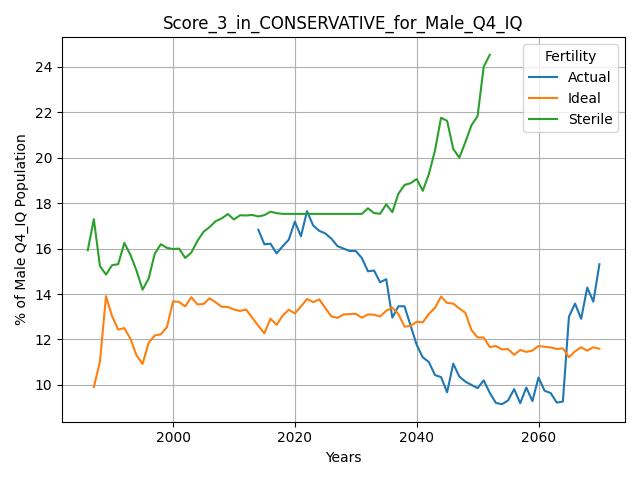 Score_3_in_CONSERVATIVE_for_Male_Q4_IQ
% of Male Q4_IQ Population
24
22
20
18
16
14
12
10
Fertility
Actual
Ideal
Sterile
2000
2020
2040
2060
Years